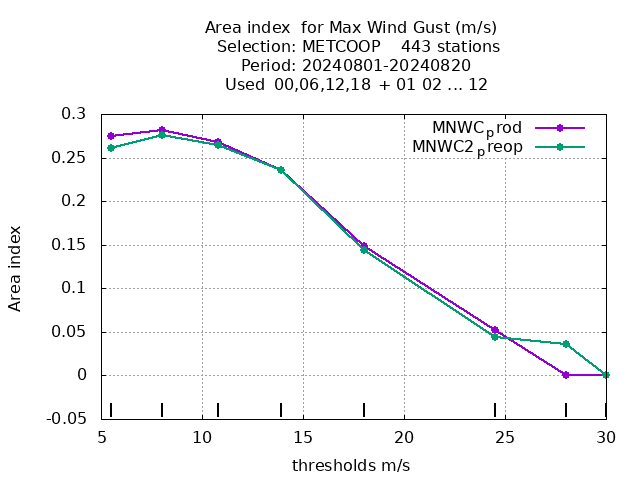 Area index  for Max Wind Gust (m/s)
Selection: METCOOP    443 stations
Period: 20240801-20240820
Used  00,06,12,18 + 01 02 ... 12
0.3
0.25
0.2
0.15
0.1
0.05
0
-0.05
5 10 15 20 25 30
Area index
thresholds m/s
MNWCprod
MNWC2preop